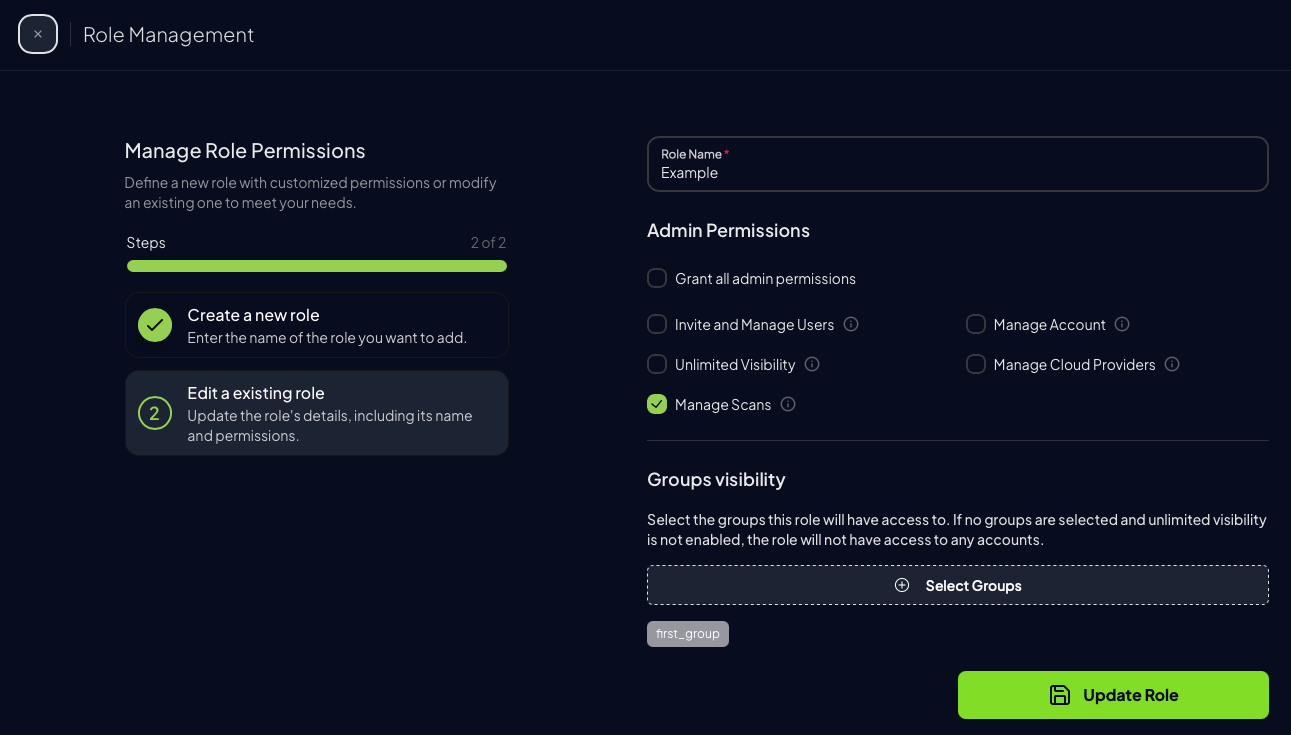 Role Management
Manage Role Permissions
Define a new role with customized permissions or modify
an existing one to meet your needs.
Steps
2 of 2
Create a new role
Enter the name of the role you want to add.
2
Edit a existing role
Update the role's details, including its name
and permissions.
Role Name *
Example
Admin Permissions
Grant all admin permissions
Invite and Manage Users
Manage Account
Unlimited Visibility
Manage Cloud Providers
Manage Scans
Groups visibility
Select the groups this role will have access to. If no groups are selected and unlimited visibility
is not enabled, the role will not have access to any accounts.
Select Groups
first_group
Update Role